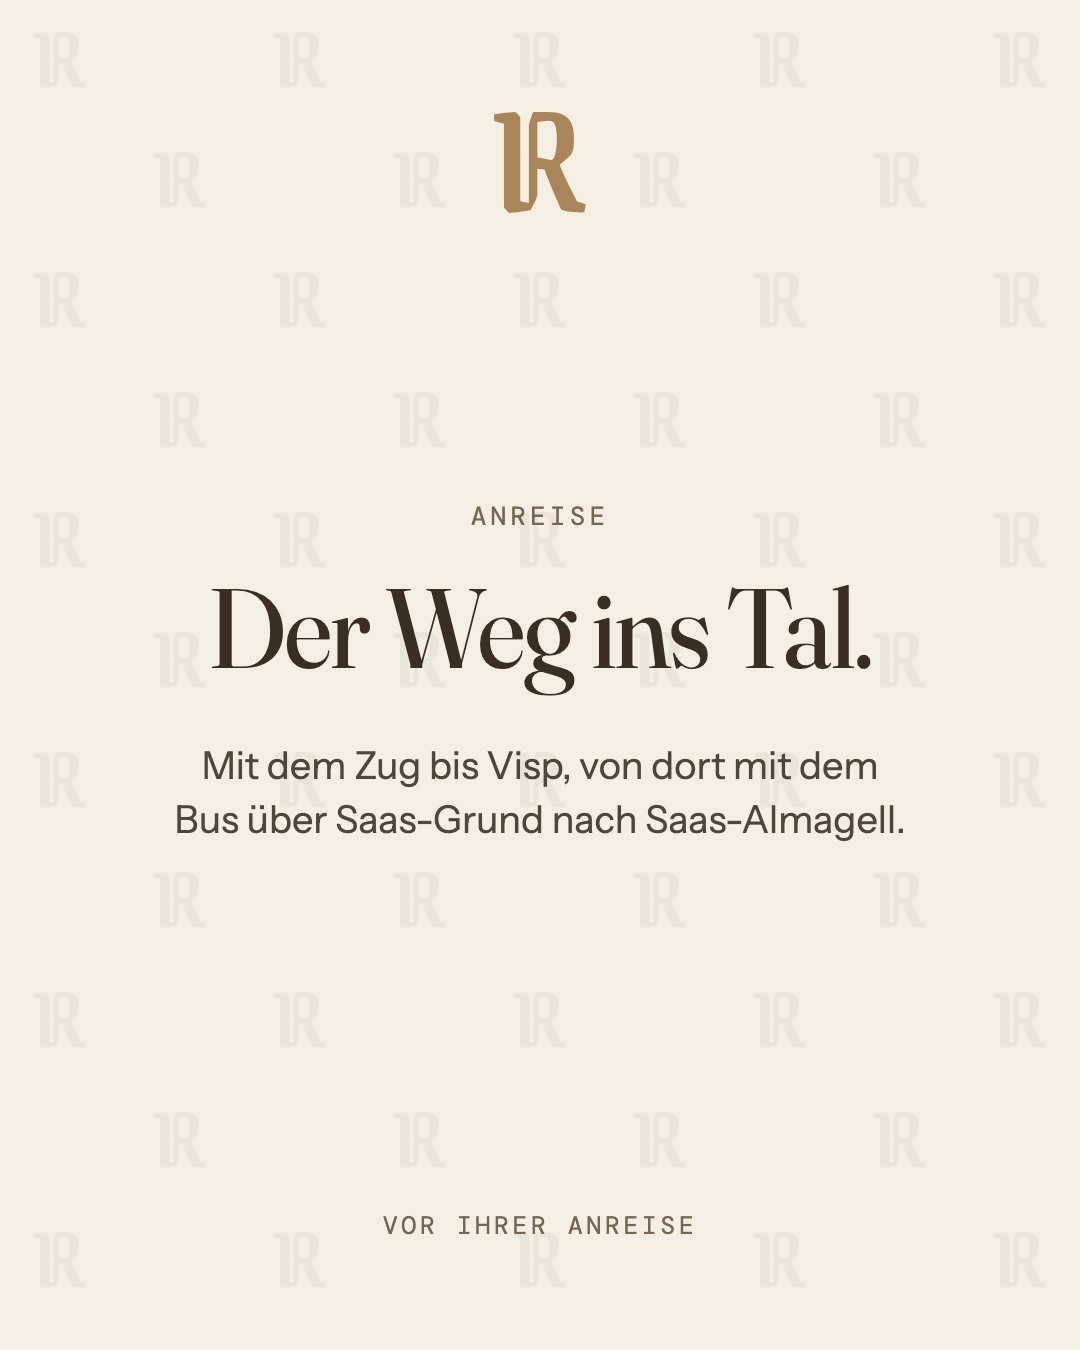 R
ANREISE
Der Weg ins Tal.
Mit dem Zug bis Visp, von dort mit dem
Bus über Saas-Grund nach Saas-Almagell.
VOR IHRER ANREISE